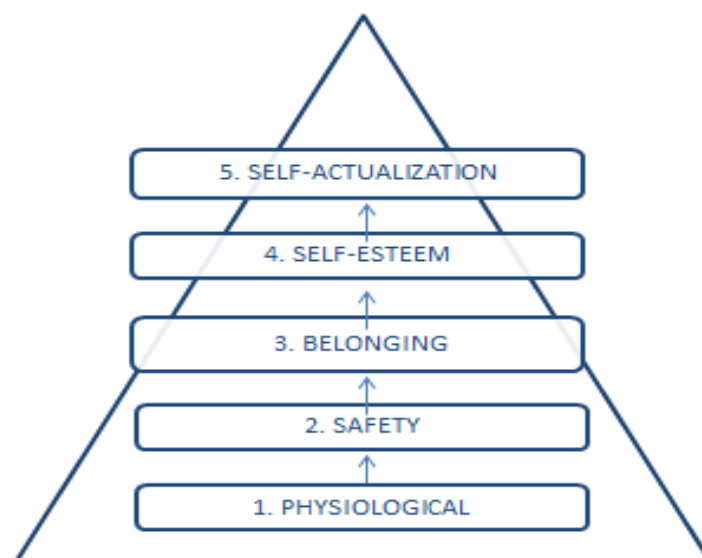 5. SELF-ACTUALIZATION
4. SELF-ESTEEM
3. BELONGING
2. SAFETY
1. PHYSIOLOGICAL